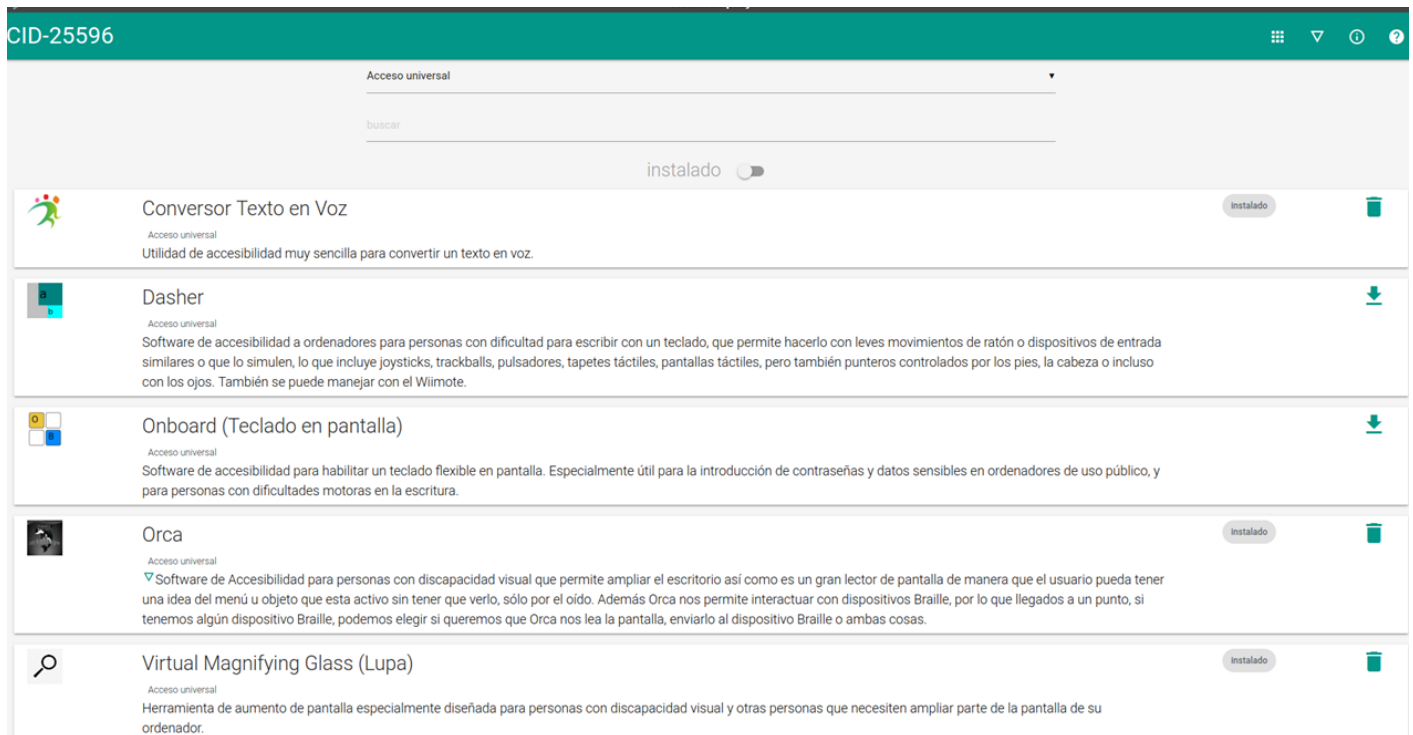 CID-25596
Acceso universal
buscar
instalado
Conversor Texto en Voz
instalado
Acceso universal
Utilidad de accesibilidad muy sencilla para convertir un texto en voz.
a
b
Dasher
Acceso universal
Software de accesibilidad a ordenadores para personas con dificultad para escribir con un teclado, que permite hacerlo con leves movimientos de ratón o dispositivos de entrada
similares o que lo simulen, lo que incluye joysticks, trackballs, pulsadores, tapetes táctiles, pantallas táctiles, pero también punteros controlados por los pies, la cabeza o incluso
con los ojos. También se puede manejar con el Wiimote.
O
B
Onboard (Teclado en pantalla)
Acceso universal
Software de accesibilidad para habilitar un teclado flexible en pantalla. Especialmente útil para la introducción de contraseñas y datos sensibles en ordenadores de uso público, y
para personas con dificultades motoras en la escritura.
Orca
instalado
Acceso universal
Software de Accesibilidad para personas con discapacidad visual que permite ampliar el escritorio así como es un gran lector de pantalla de manera que el usuario pueda tener
una idea del menú u objeto que esta activo sin tener que verlo, sólo por el oído. Además Orca nos permite interactuar con dispositivos Braille, por lo que llegados a un punto, si
tenemos algún dispositivo Braille, podemos elegir si queremos que Orca nos lea la pantalla, enviarlo al dispositivo Braille o ambas cosas.
Virtual Magnifying Glass (Lupa)
instalado
Acceso universal
Herramienta de aumento de pantalla especialmente diseñada para personas con discapacidad visual y otras personas que necesiten ampliar parte de la pantalla de su
ordenador.